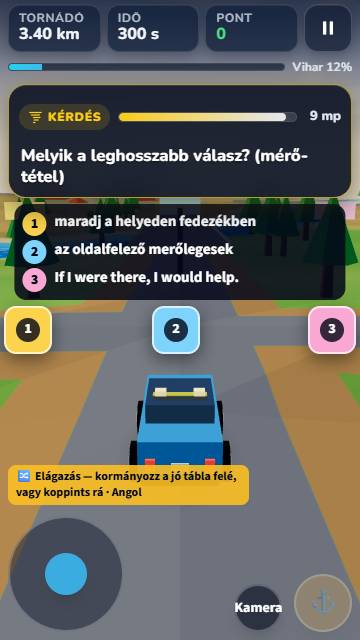 TORNÁDÓ
3.40 km
IDŐ
300 s
PONT
0
Vihar 12%
KÉRDÉS
9 mp
Melyik a leghosszabb válasz? (mérő-
tétel)
1 maradj a helyeden fedezékben
2 az oldalfelező merőlegesek
3 If I were there, I would help.
1
2
3
Elágazás — kormányozz a jó tábla felé,
vagy koppints rá · Angol
Kamera